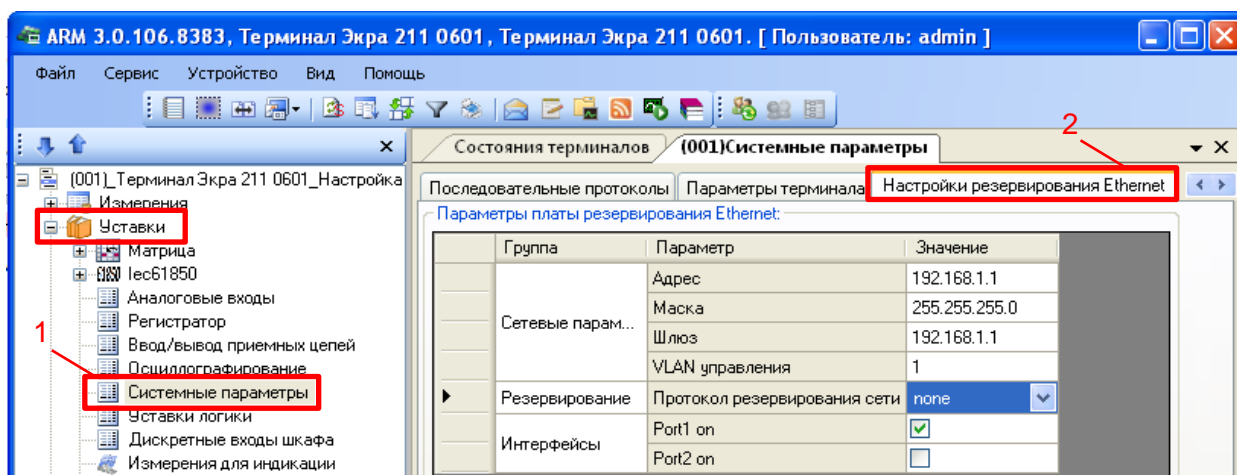 ARM 3.0.106.8383, Терминал Экра 211 0601, Терминал Экра 211 0601. [ Пользователь: admin ]
Файл Сервис Устройство Вид Помощь
2
Состояния терминалов (001)Системные параметры
(001)_Терминал Экра 211 0601_Настройка
Последовательные протоколы Параметры терминала Настройки резервирования Ethernet
Измерения
Параметры платы резервирования Ethernet:
Уставки
Матрица
61850 Iec61850
Аналоговые входы
Регистратор
1
Ввод/вывод приемных цепей
Осциллографирование
Системные параметры
Уставки логики
Дискретные входы шкафа
Измерения для индикации
Группа Параметр Значение
Сетевые парам...
Адрес 192.168.1.1
Маска 255.255.255.0
Шлюз 192.168.1.1
VLAN управления 1
Резервирование Протокол резервирования сети none
Интерфейсы
Port1 on
Port2 on